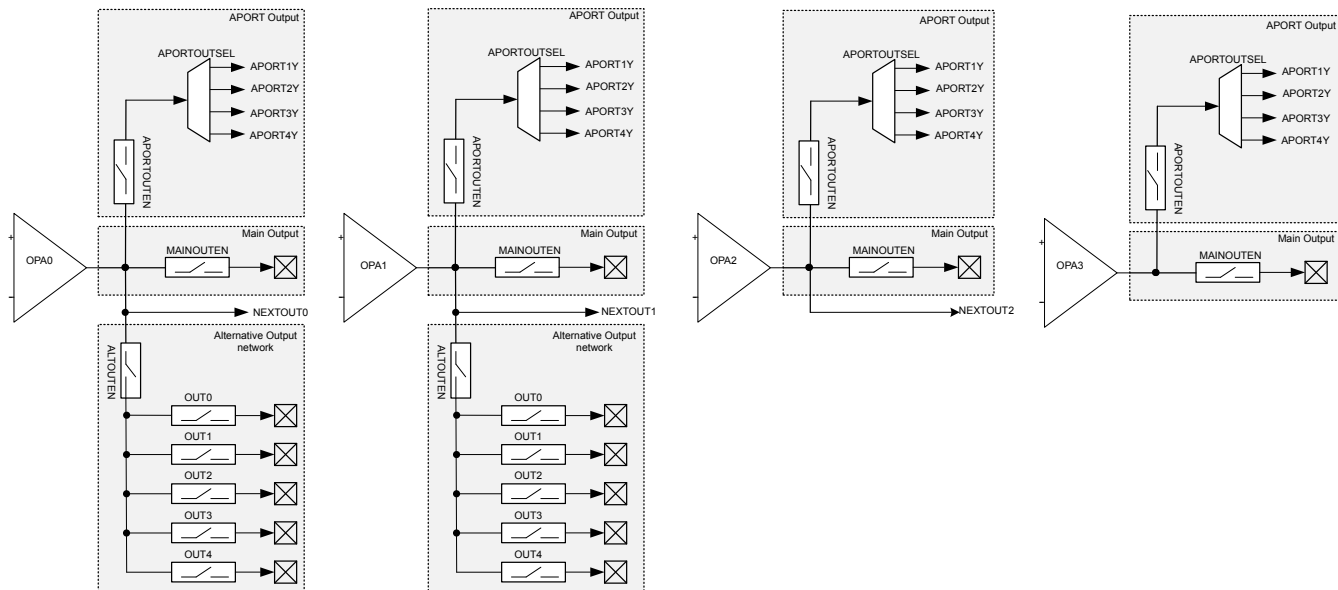 APORT Output
APORTOUTSEL
APORT1Y
APORT2Y
APORT3Y
APORT4Y
APORTOUTEN
Main Output
MAINOUTEN
+
OPA0
–
NEXTOUT0
Alternative Output
network
ALTOUTEN
OUT0
OUT1
OUT2
OUT3
OUT4
APORT Output
APORTOUTSEL
APORT1Y
APORT2Y
APORT3Y
APORT4Y
APORTOUTEN
Main Output
MAINOUTEN
+
OPA1
–
NEXTOUT1
Alternative Output
network
ALTOUTEN
OUT0
OUT1
OUT2
OUT3
OUT4
APORT Output
APORTOUTSEL
APORT1Y
APORT2Y
APORT3Y
APORT4Y
APORTOUTEN
Main Output
MAINOUTEN
+
OPA2
–
NEXTOUT2
APORT Output
APORTOUTSEL
APORT1Y
APORT2Y
APORT3Y
APORT4Y
APORTOUTEN
Main Output
MAINOUTEN
+
OPA3
–